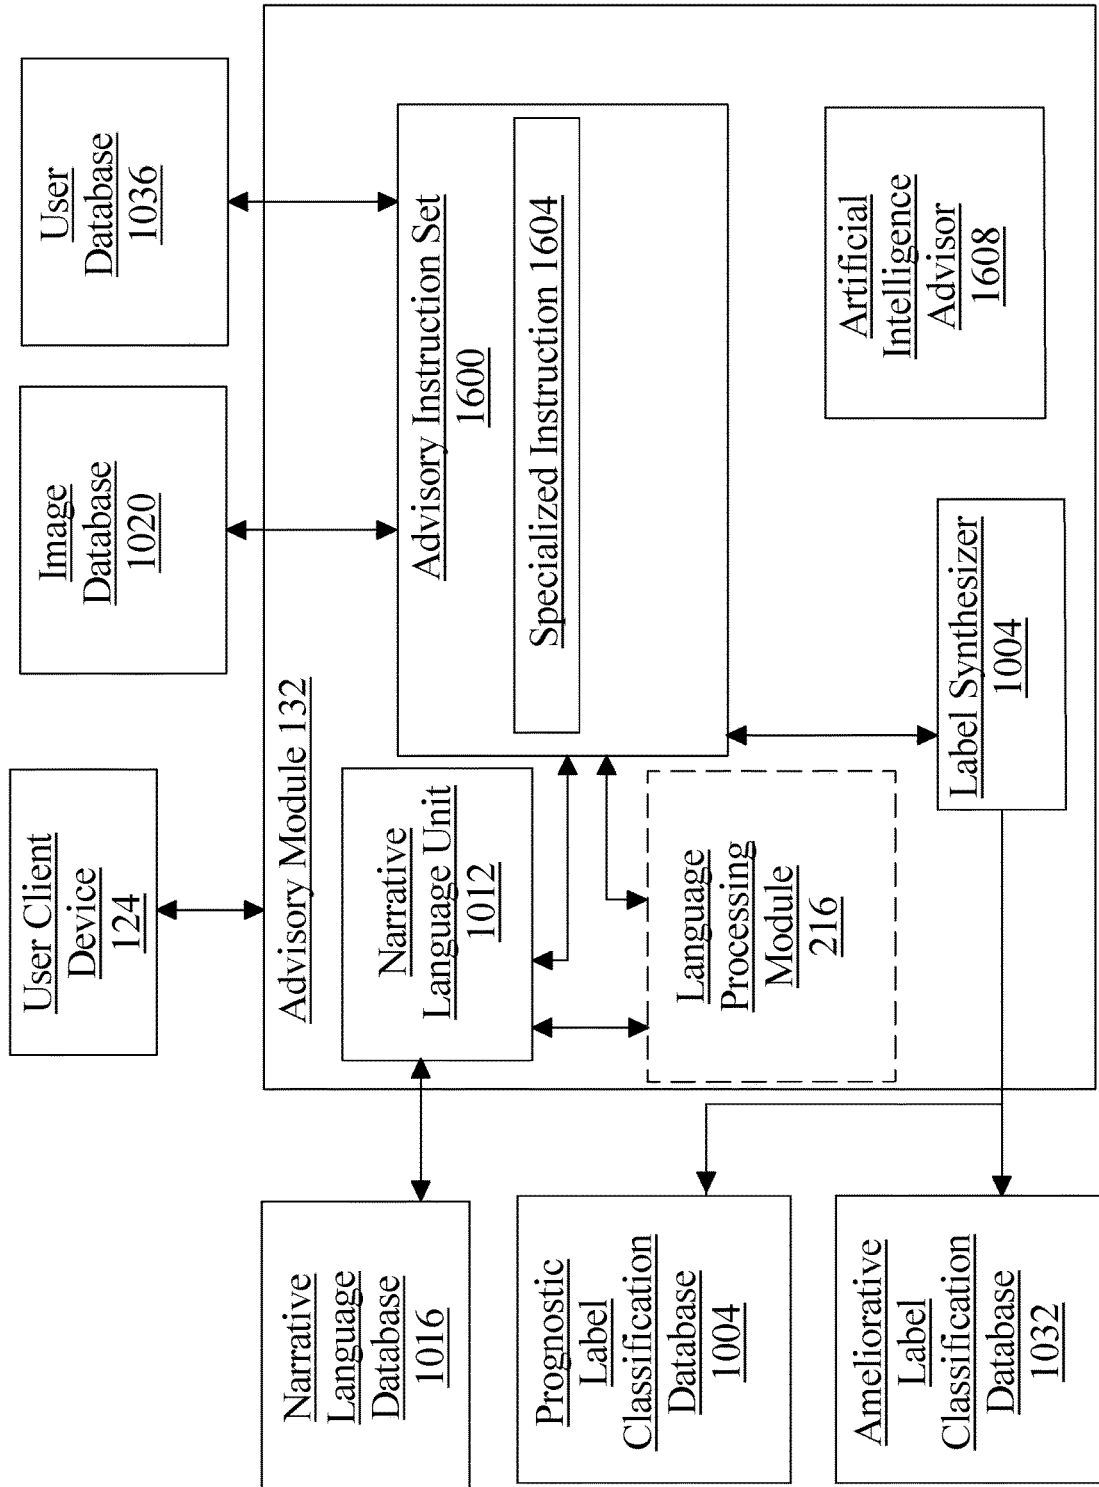 User Client
Device
124
Image
Database
1020
User
Database
1036
Advisory Module 132
Narrative
Language Unit
1012
Advisory Instruction Set
1600
Specialized Instruction 1604
Language
Processing
Module
216
Label Synthesizer
1004
Artificial
Intelligence
Advisor
1608
Narrative
Language
Database
1016
Prognostic
Label
Classification
Database
1004
Ameliorative
Label
Classification
Database
1032